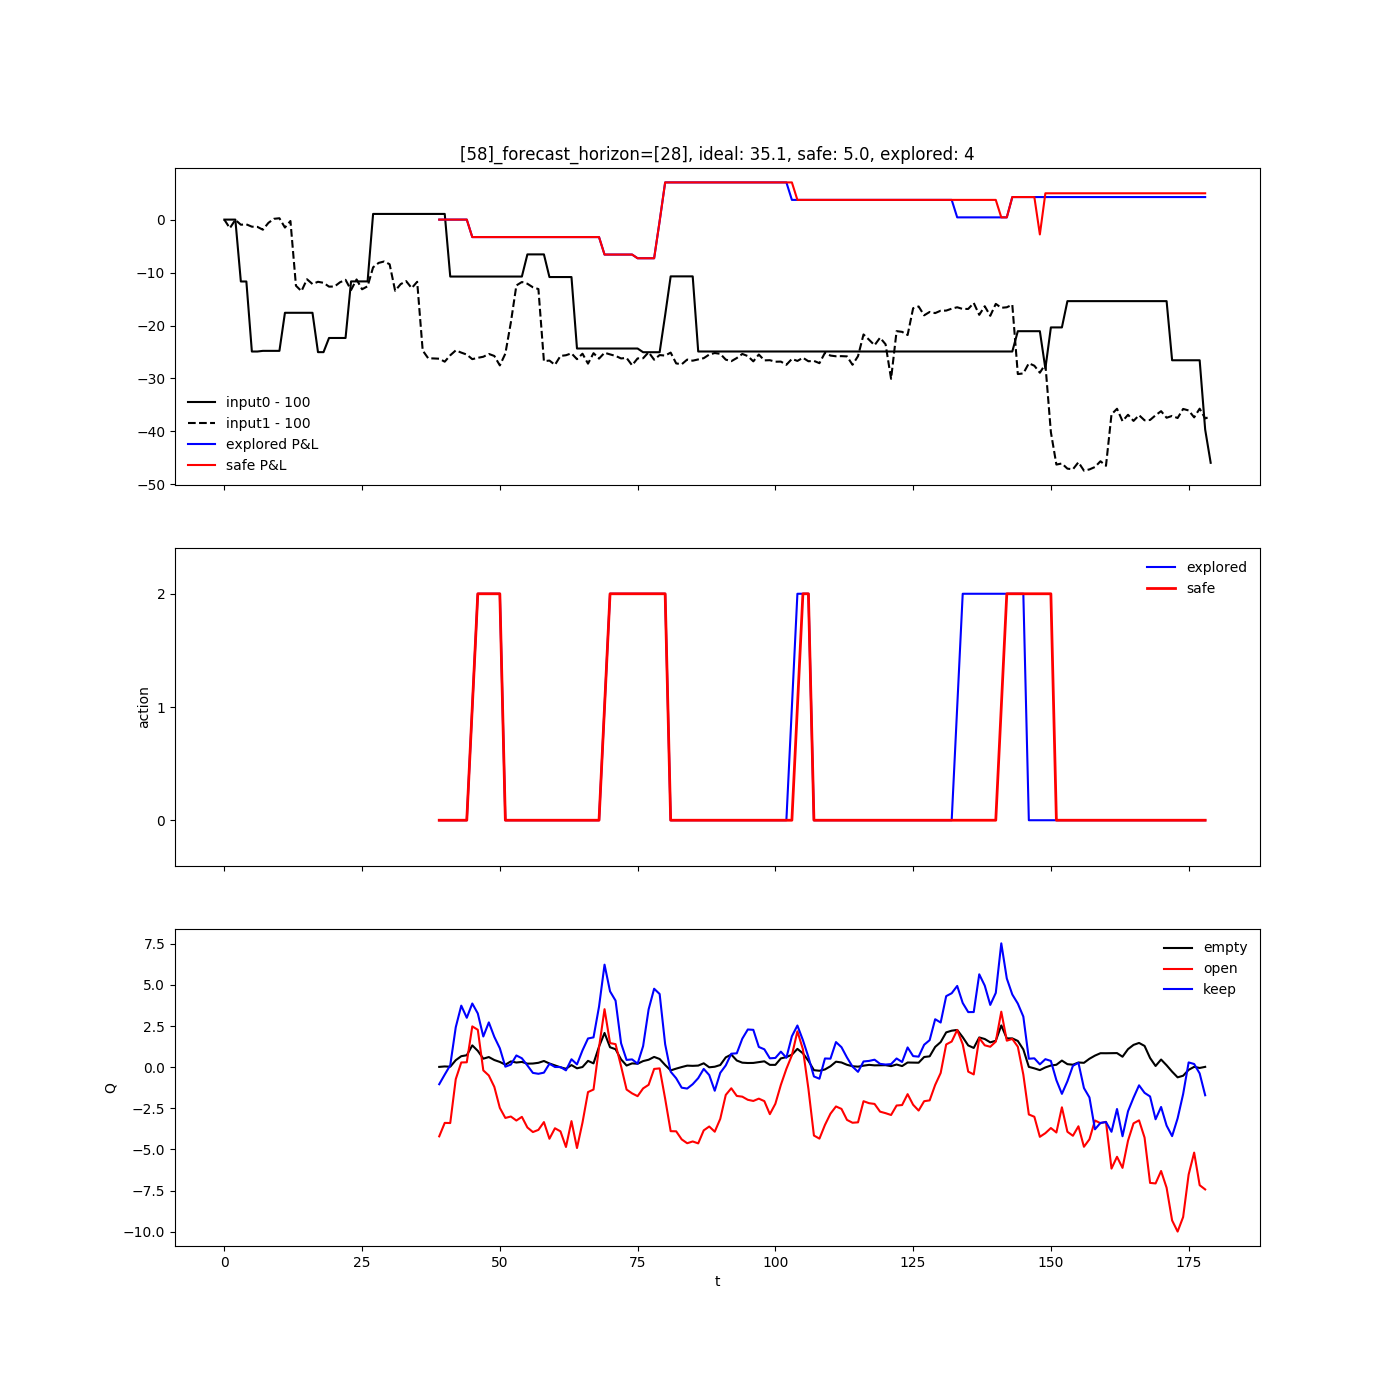 [58]_forecast_horizon=[28], ideal: 35.1, safe: 5.0, explored: 4
0
−10
−20
−30
−40
−50
input0 - 100
input1 - 100
explored P&L
safe P&L
2
1
0
action
explored
safe
7.5
5.0
2.5
0.0
−2.5
−5.0
−7.5
−10.0
Q
empty
open
keep
0 25 50 75 100 125 150 175
t